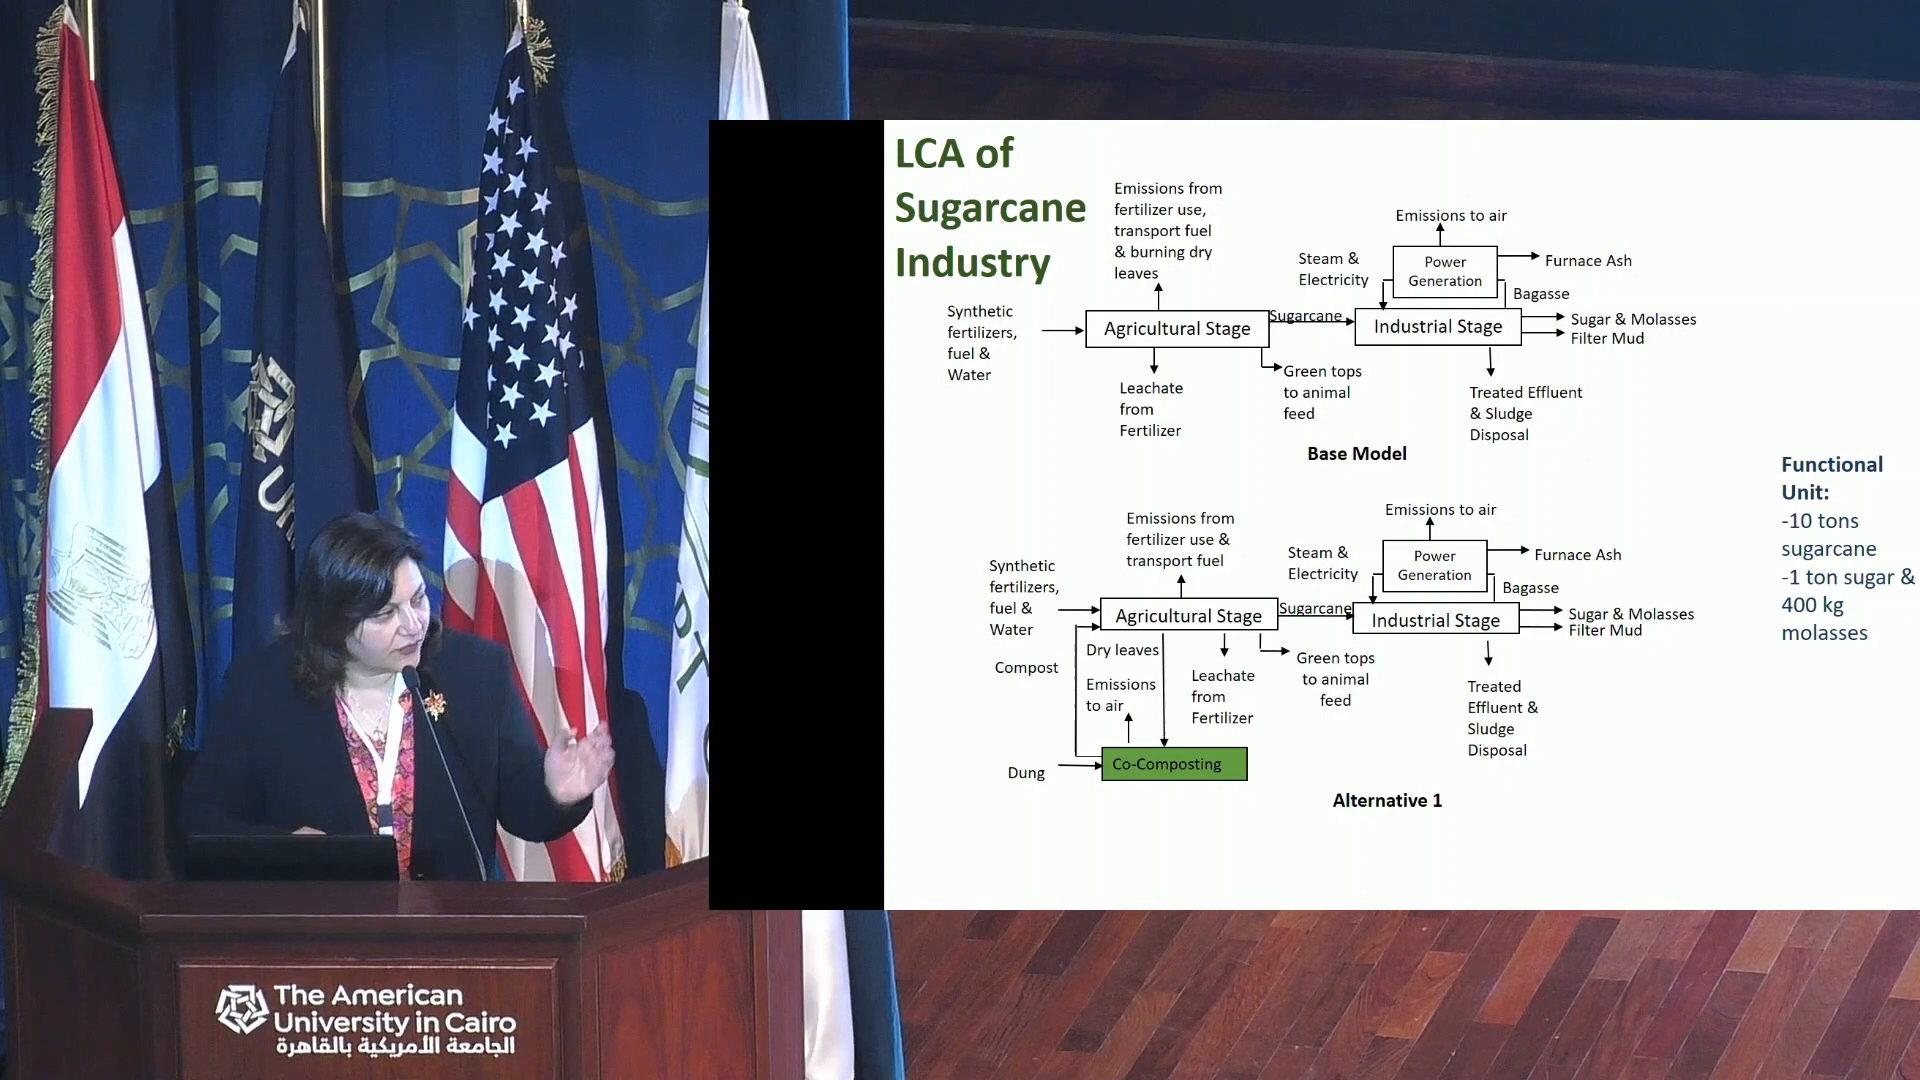 LCA of
Sugarcane
Industry
Emissions from
fertilizer use,
transport fuel
& burning dry
leaves
Synthetic
fertilizers,
fuel &
Water
Agricultural Stage
Leachate
from
Fertilizer
Sugarcane
Green tops
to animal
feed
Steam &
Electricity
Emissions to air
Power
Generation
Furnace Ash
Bagasse
Industrial Stage
Sugar & Molasses
Filter Mud
Treated Effluent
& Sludge
Disposal
Base Model
Functional
Unit:
-10 tons
sugarcane
-1 ton sugar &
400 kg
molasses
Emissions from
fertilizer use &
transport fuel
Synthetic
fertilizers,
fuel &
Water
Agricultural Stage
Compost
Dry leaves
Emissions
to air
Leachate
from
Fertilizer
Sugarcane
Green tops
to animal
feed
Dung
Co-Composting
Steam &
Electricity
Emissions to air
Power
Generation
Furnace Ash
Bagasse
Industrial Stage
Sugar & Molasses
Filter Mud
Treated
Effluent &
Sludge
Disposal
Alternative 1
The American
University in Cairo
الجامعة الأمريكية بالقاهرة